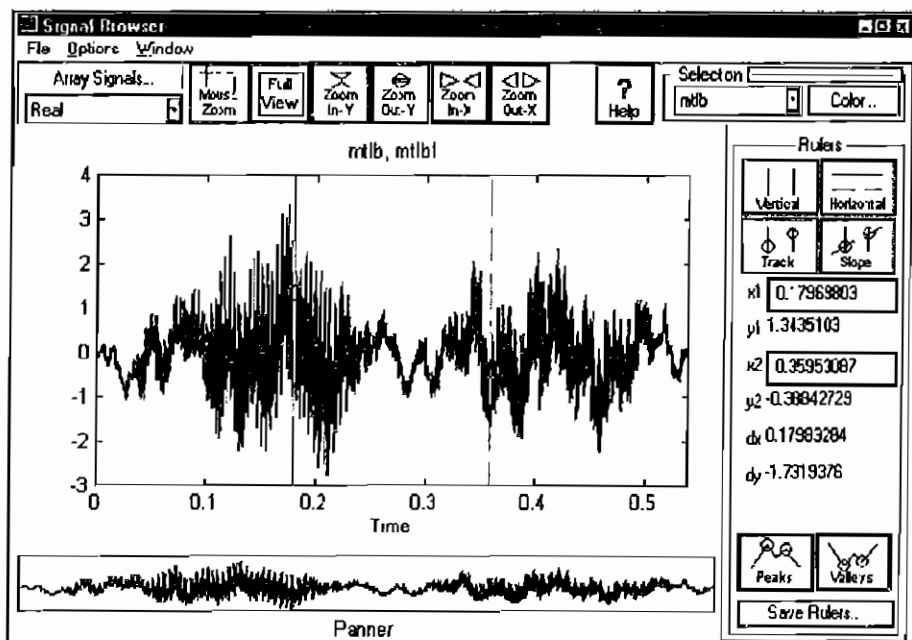 Signal Browser
File Options Window
Array Signals...
Real
Mouse Zoom
Full View
Zoom In-Y
Zoom Out-Y
Zoom In-X
Zoom Out-X
? Help
Selection
mtlb
Color..
mtlb, mtlb1
4
3
2
1
0
-1
-2
-3
0 0.1 0.2 0.3 0.4 0.5
Time
Panner
Rulers
Vertical
Horizontal
Track
Slope
x1 0.17969803
y1 1.3435103
x2 0.35953087
y2 -0.38842729
dx 0.17983284
dy -1.7319376
Peaks
Valleys
Save Rulers..